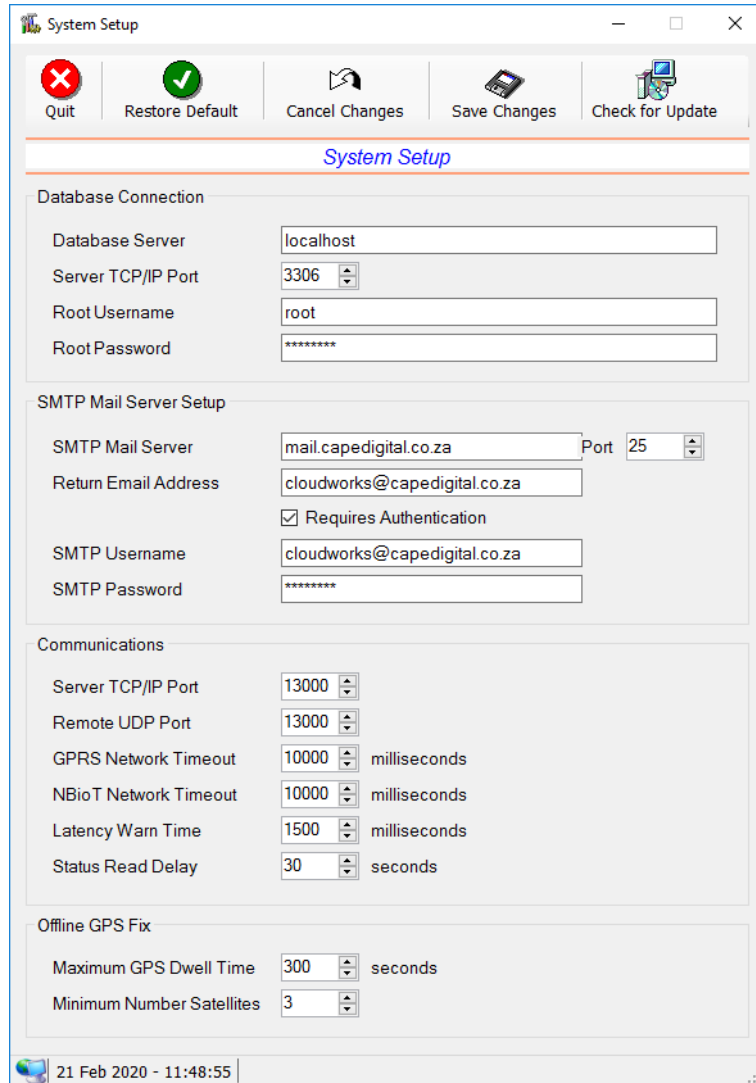 System Setup
Quit Restore Default Cancel Changes Save Changes Check for Update
System Setup
Database Connection
Database Server localhost
Server TCP/IP Port 3306
Root Username root
Root Password ********
SMTP Mail Server Setup
SMTP Mail Server mail.capedigital.co.za Port 25
Return Email Address cloudworks@capedigital.co.za
Requires Authentication
SMTP Username cloudworks@capedigital.co.za
SMTP Password ********
Communications
Server TCP/IP Port 13000
Remote UDP Port 13000
GPRS Network Timeout 10000 milliseconds
NBioT Network Timeout 10000 milliseconds
Latency Warn Time 1500 milliseconds
Status Read Delay 30 seconds
Offline GPS Fix
Maximum GPS Dwell Time 300 seconds
Minimum Number Satellites 3
21 Feb 2020 - 11:48:55